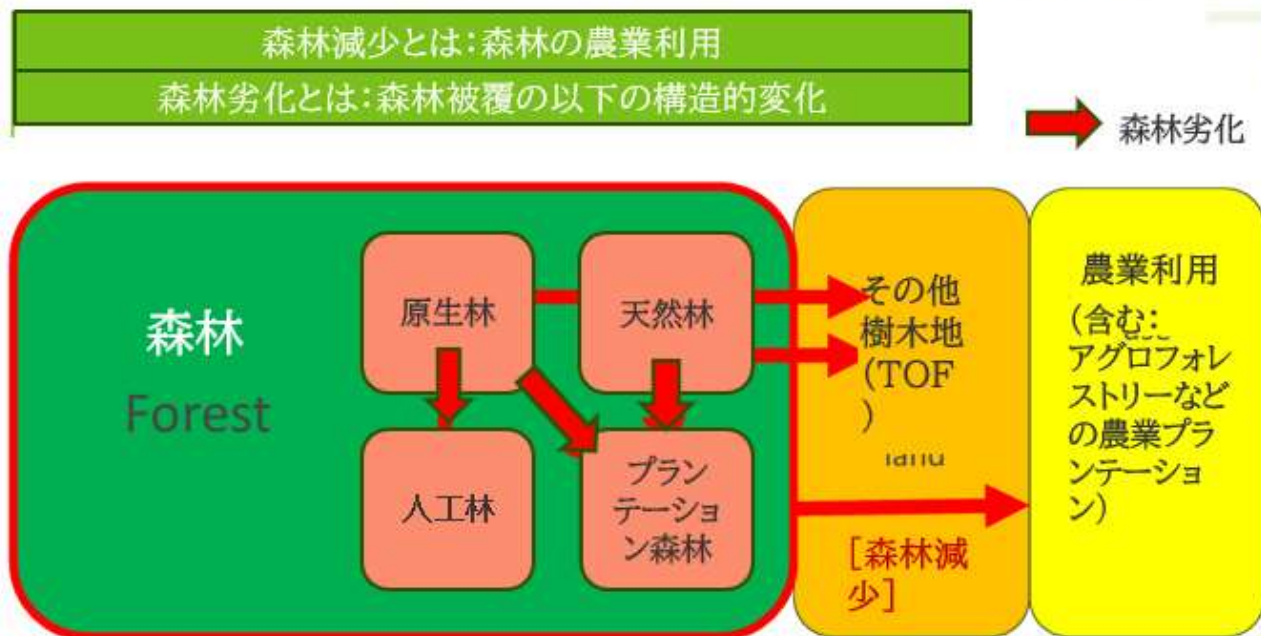 森林減少とは：森林の農業利用
森林劣化とは：森林被覆の以下の構造的変化
森林劣化
森林
Forest
原生林
天然林
人工林
プラン
テーショ
ン森林
その他
樹木地
(TOF
)
[森林減
少]
農業利用
(含む：
アグロフォレ
ストリーなど
の農業プラ
ンテーショ
ン)